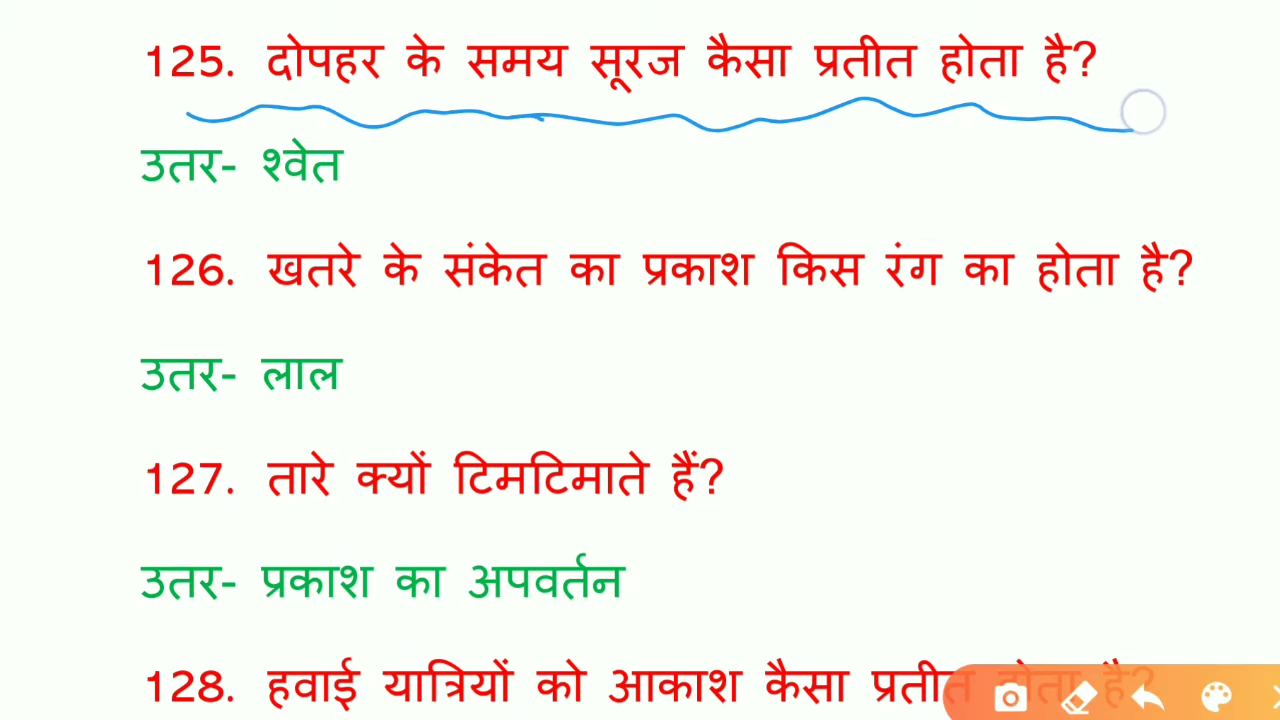 125. दोपहर के समय सूरज कैसा प्रतीत होता है?
उतर- श्वेत
126. खतरे के संकेत का प्रकाश किस रंग का होता है?
उतर- लाल
127. तारे क्यों टिमटिमाते हैं?
उतर- प्रकाश का अपवर्तन
128. हवाई यात्रियों को आकाश कैसा प्रतीत होता है?